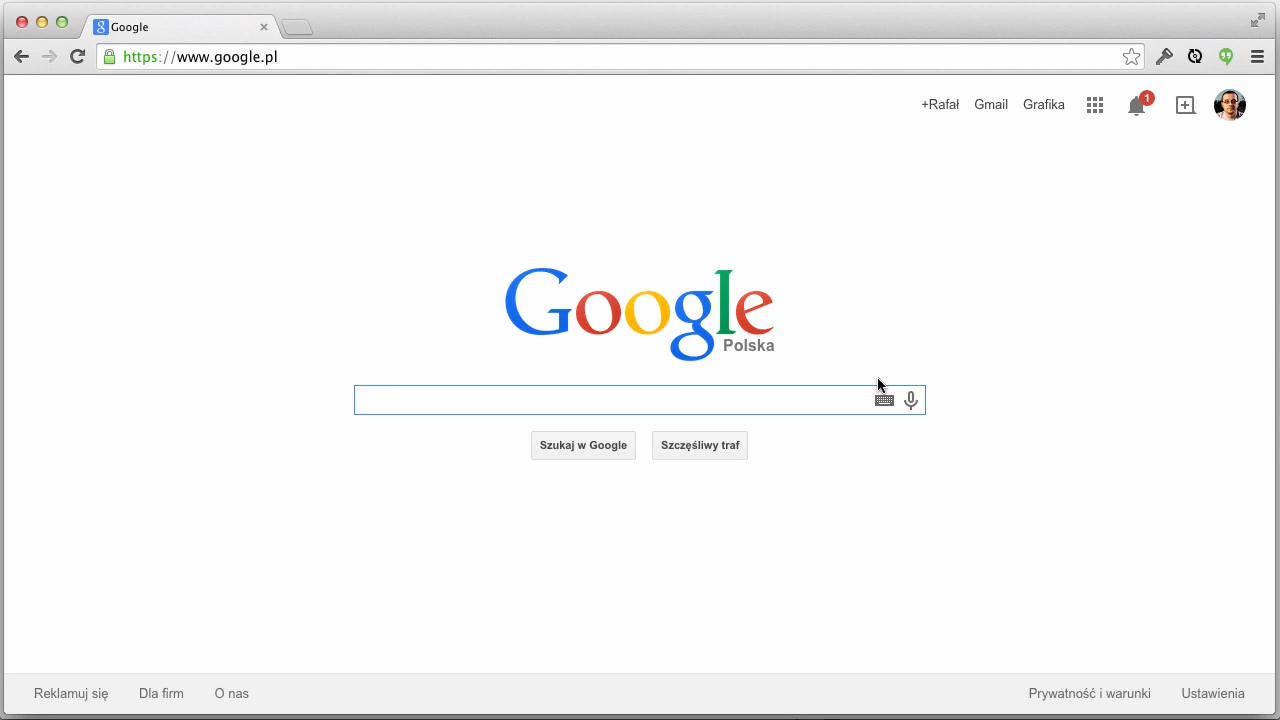 Google
https://www.google.pl
+Rafał Gmail Grafika 1
Google
Polska
Szukaj w Google Szczęśliwy traf
Reklamuj się Dla firm O nas Prywatność i warunki Ustawienia